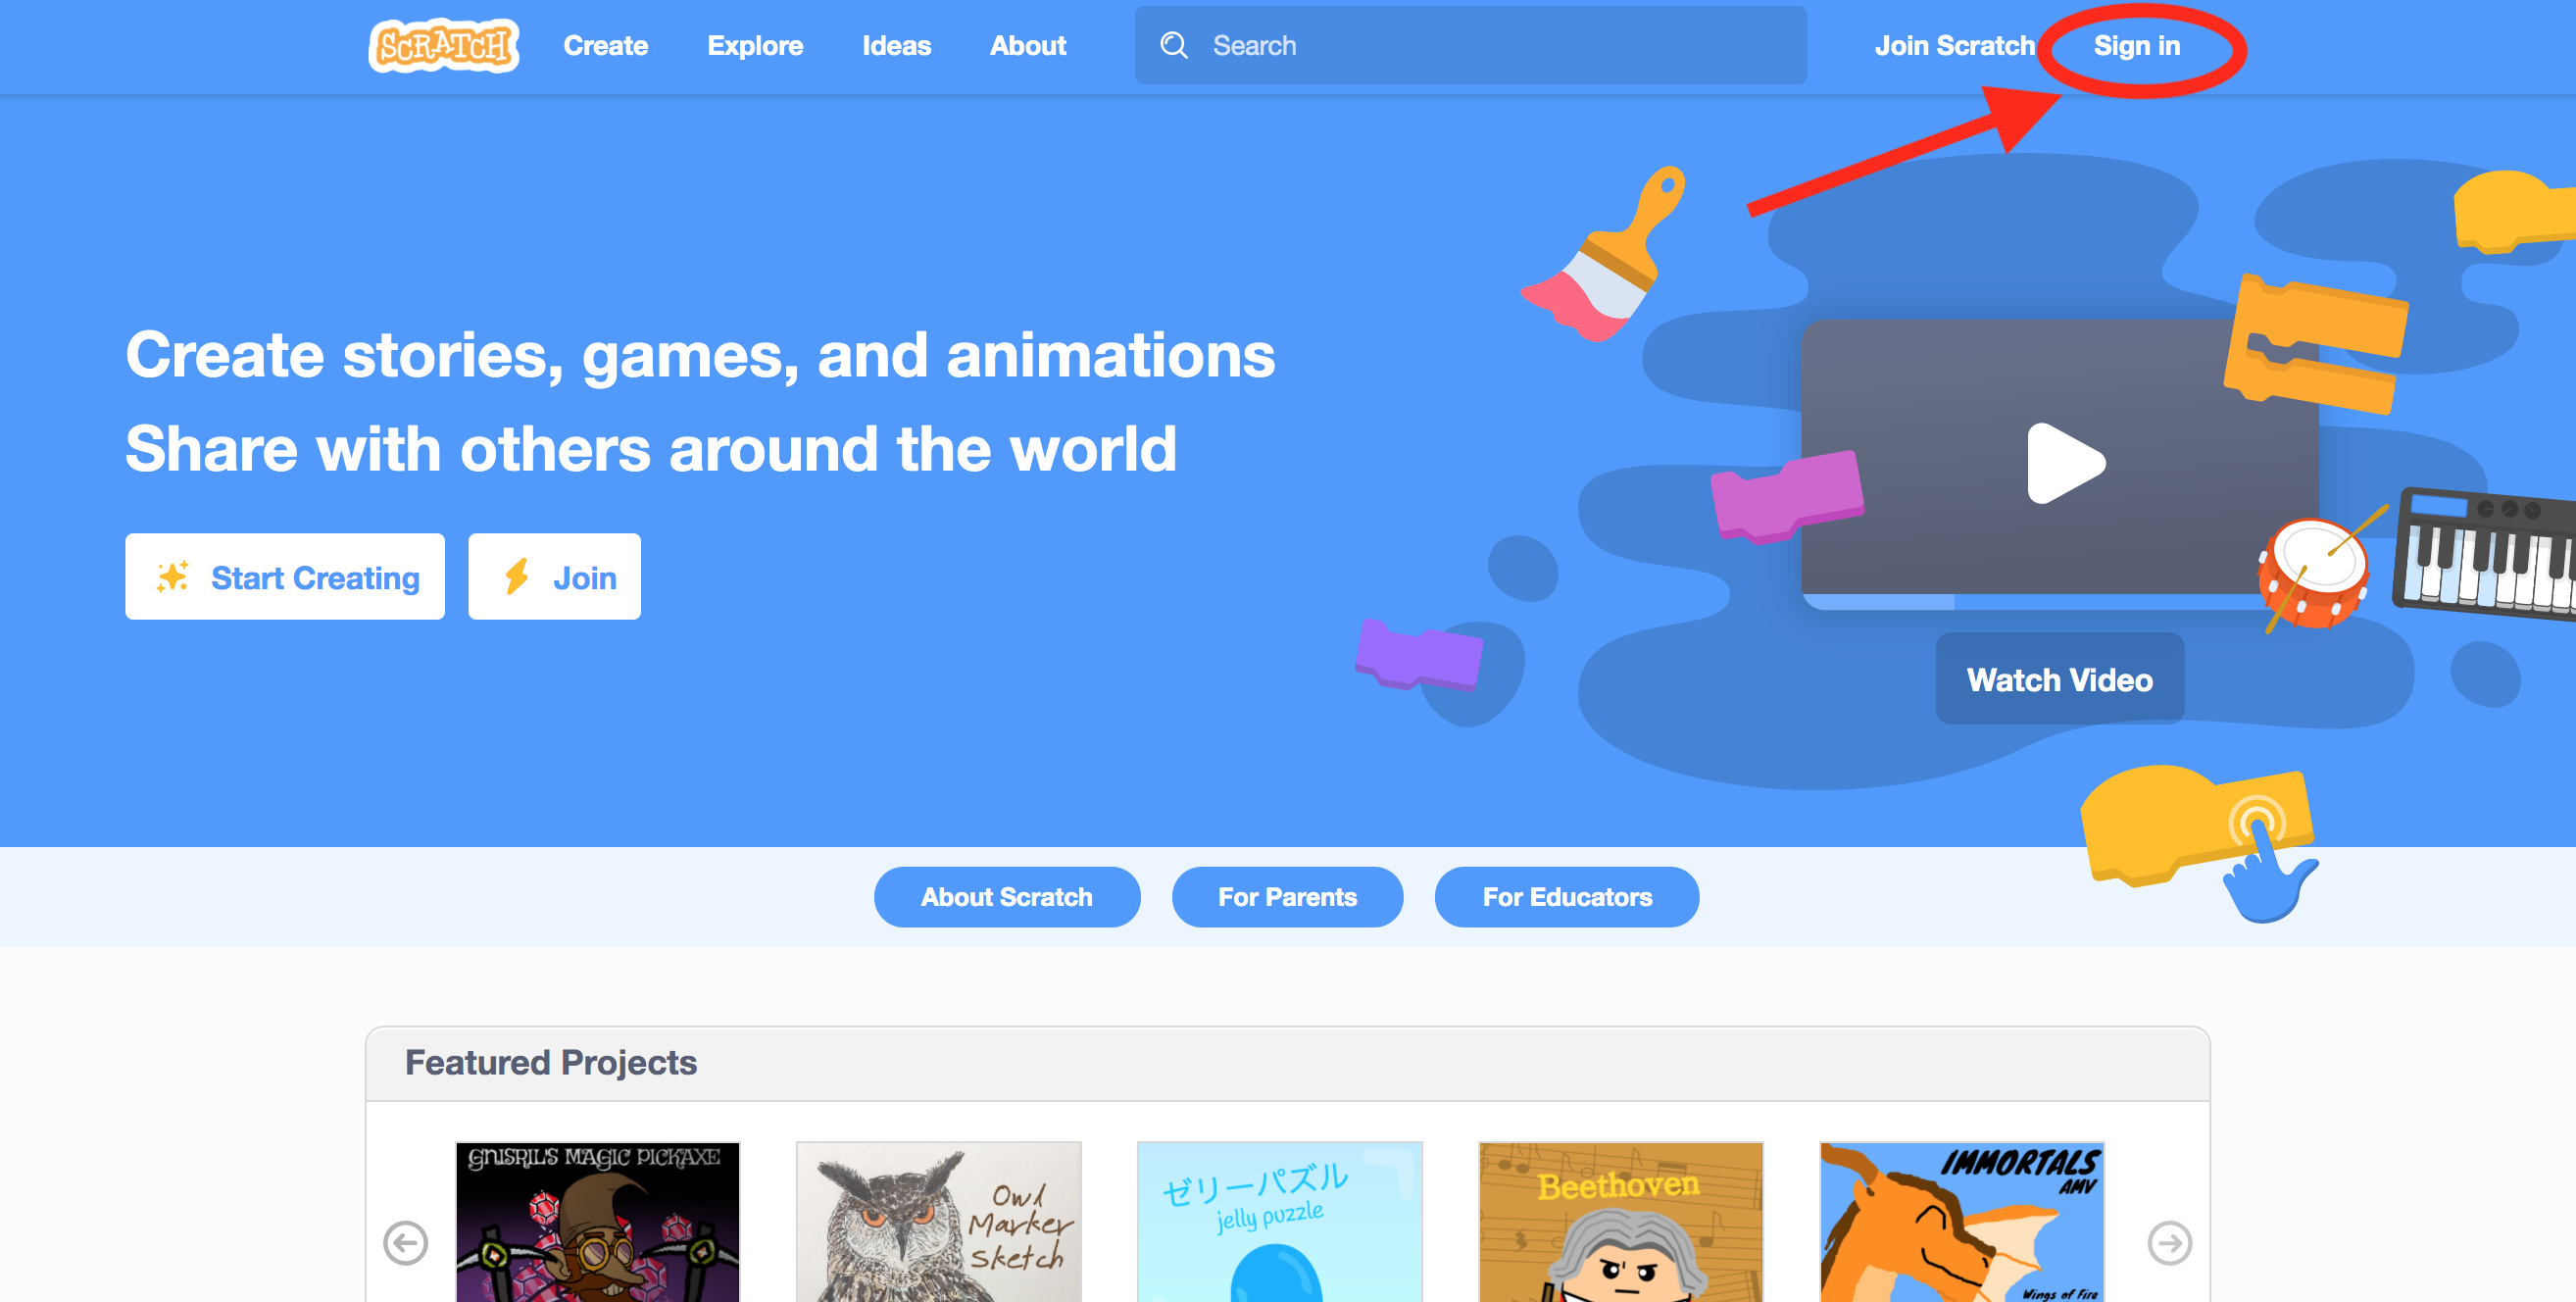 SCRATCH
Create
Explore
Ideas
About
Search
Join Scratch
Sign in
Create stories, games, and animations
Share with others around the world
Start Creating
Join
Watch Video
About Scratch
For Parents
For Educators
Featured Projects
GNISRIL'S MAGIC PICKAXE
Owl
Marker
Sketch
ゼリーパズル
jelly puzzle
Beethoven
IMMORTALS
AMV
Wings of Fire